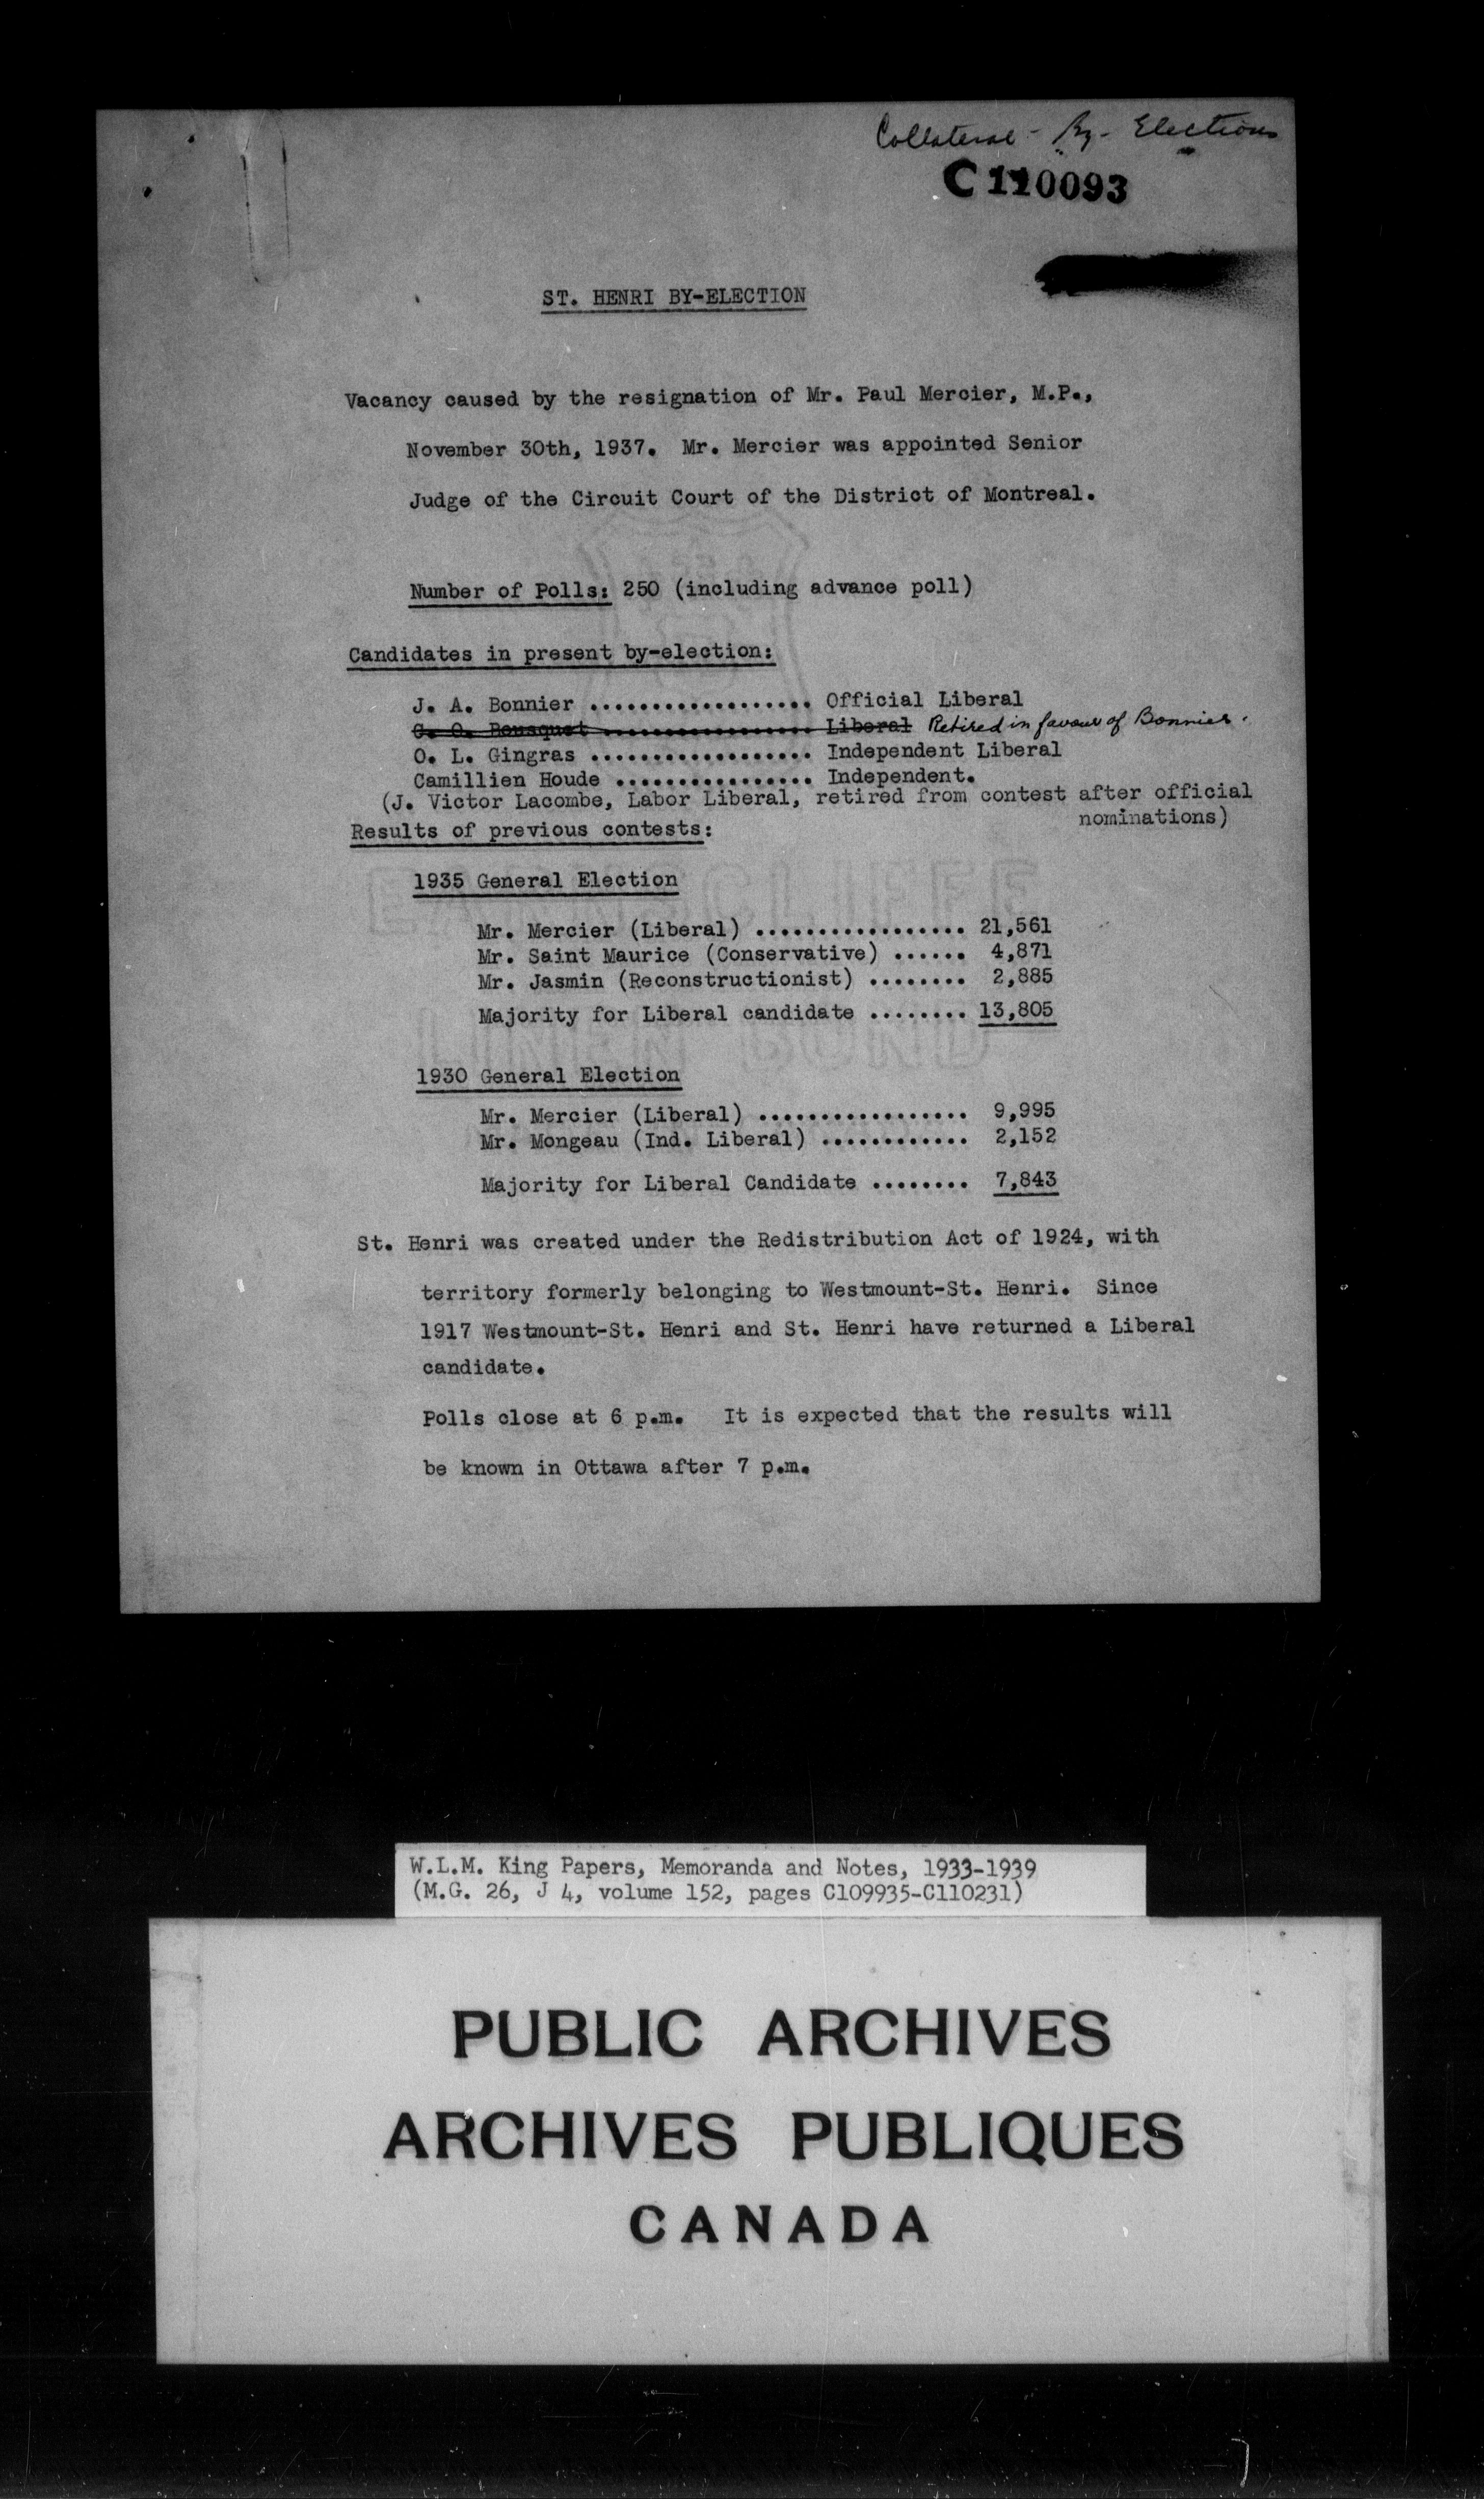 Collateral - By - Elections
C 110093
ST. HENRI BY-ELECTION
Vacancy caused by the resignation of Mr. Paul Mercier, M.P.,
November 30th, 1937. Mr. Mercier was appointed Senior
Judge of the Circuit Court of the District of Montreal.
Number of Polls: 250 (including advance poll)
Candidates in present by-election:
J. A. Bonnier .................. Official Liberal
C. O. Bousquet ................. Liberal Retired in favour of Bonnier.
O. L. Gingras .................. Independent Liberal
Camillien Houde ................ Independent.
(J. Victor Lacombe, Labor Liberal, retired from contest after official
nominations)
Results of previous contests:
1935 General Election
Mr. Mercier (Liberal) ................. 21,561
Mr. Saint Maurice (Conservative) ...... 4,871
Mr. Jasmin (Reconstructionist) ........ 2,885
Majority for Liberal candidate ........ 13,805
1930 General Election
Mr. Mercier (Liberal) ................. 9,995
Mr. Mongeau (Ind. Liberal) ............ 2,152
Majority for Liberal Candidate ........ 7,843
St. Henri was created under the Redistribution Act of 1924, with
territory formerly belonging to Westmount-St. Henri. Since
1917 Westmount-St. Henri and St. Henri have returned a Liberal
candidate.
Polls close at 6 p.m. It is expected that the results will
be known in Ottawa after 7 p.m.
W.L.M. King Papers, Memoranda and Notes, 1933-1939
(M.G. 26, J 4, volume 152, pages C109935-C110231)
PUBLIC ARCHIVES
ARCHIVES PUBLIQUES
CANADA